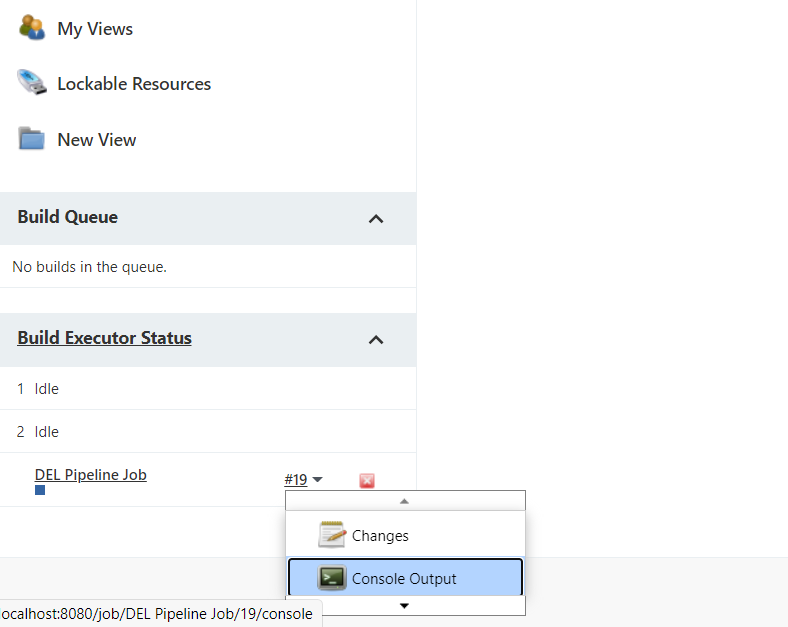 My Views
Lockable Resources
New View
Build Queue
No builds in the queue.
Build Executor Status
1 Idle
2 Idle
DEL Pipeline Job #19
Changes
Console Output
localhost:8080/job/DEL Pipeline Job/19/console